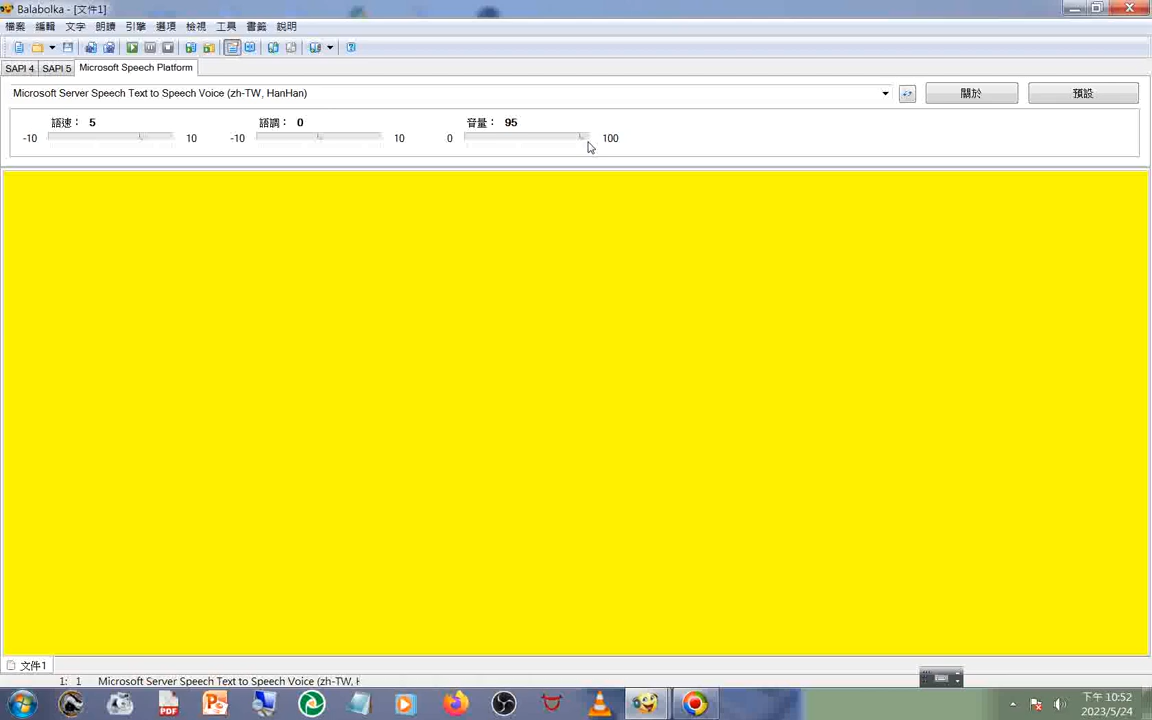 Balabolka - [文件1]
檔案 編輯 文字 朗讀 引擎 選項 檢視 工具 書籤 說明
SAPI 4 SAPI 5 Microsoft Speech Platform
Microsoft Server Speech Text to Speech Voice (zh-TW, HanHan) 關於 預設
語速： 5 語調： 0 音量： 95
-10 10 -10 10 0 100
文件1
1: 1 Microsoft Server Speech Text to Speech Voice (zh-TW, H
PDF
下午 10:52
2023/5/24